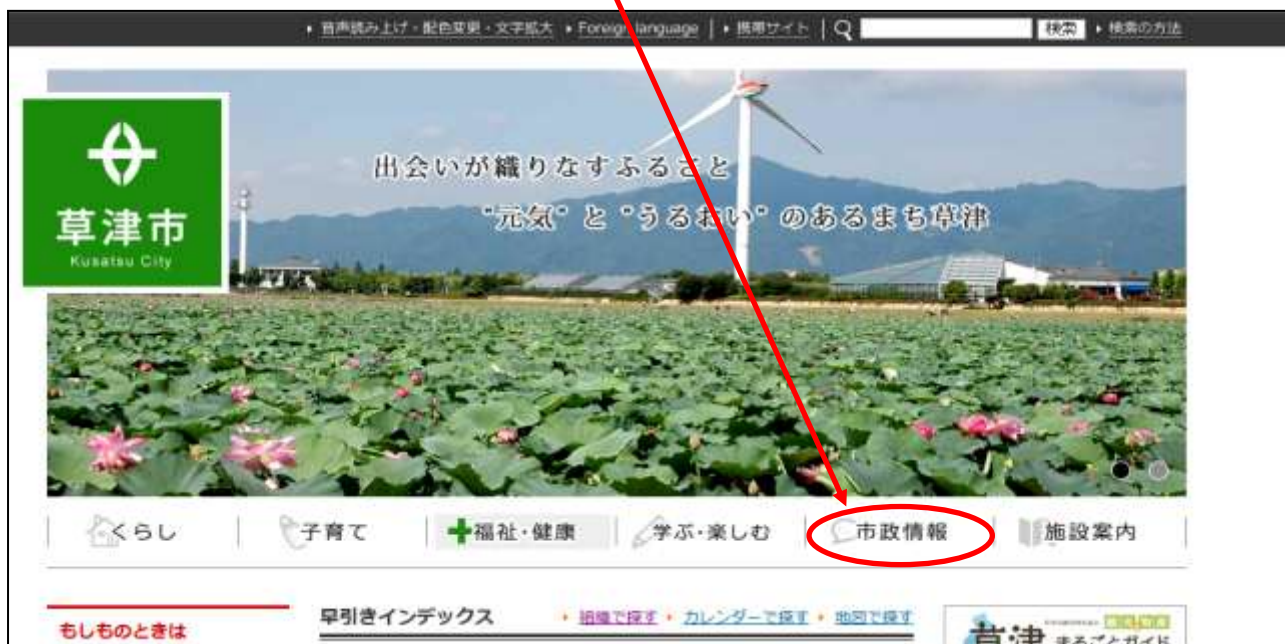 音声読み上げ・配色変更・文字拡大 Foreign language 携帯サイト 検索 検索の方法
草津市
Kusatsu City
出会いが織りなすふるさと
"元気" と "うるおい" のあるまち草津
くらし 子育て 福祉・健康 学ぶ・楽しむ 市政情報 施設案内
もしものときは
早引きインデックス 組織で探す カレンダーで探す 地図で探す
草津 まるごとガイド